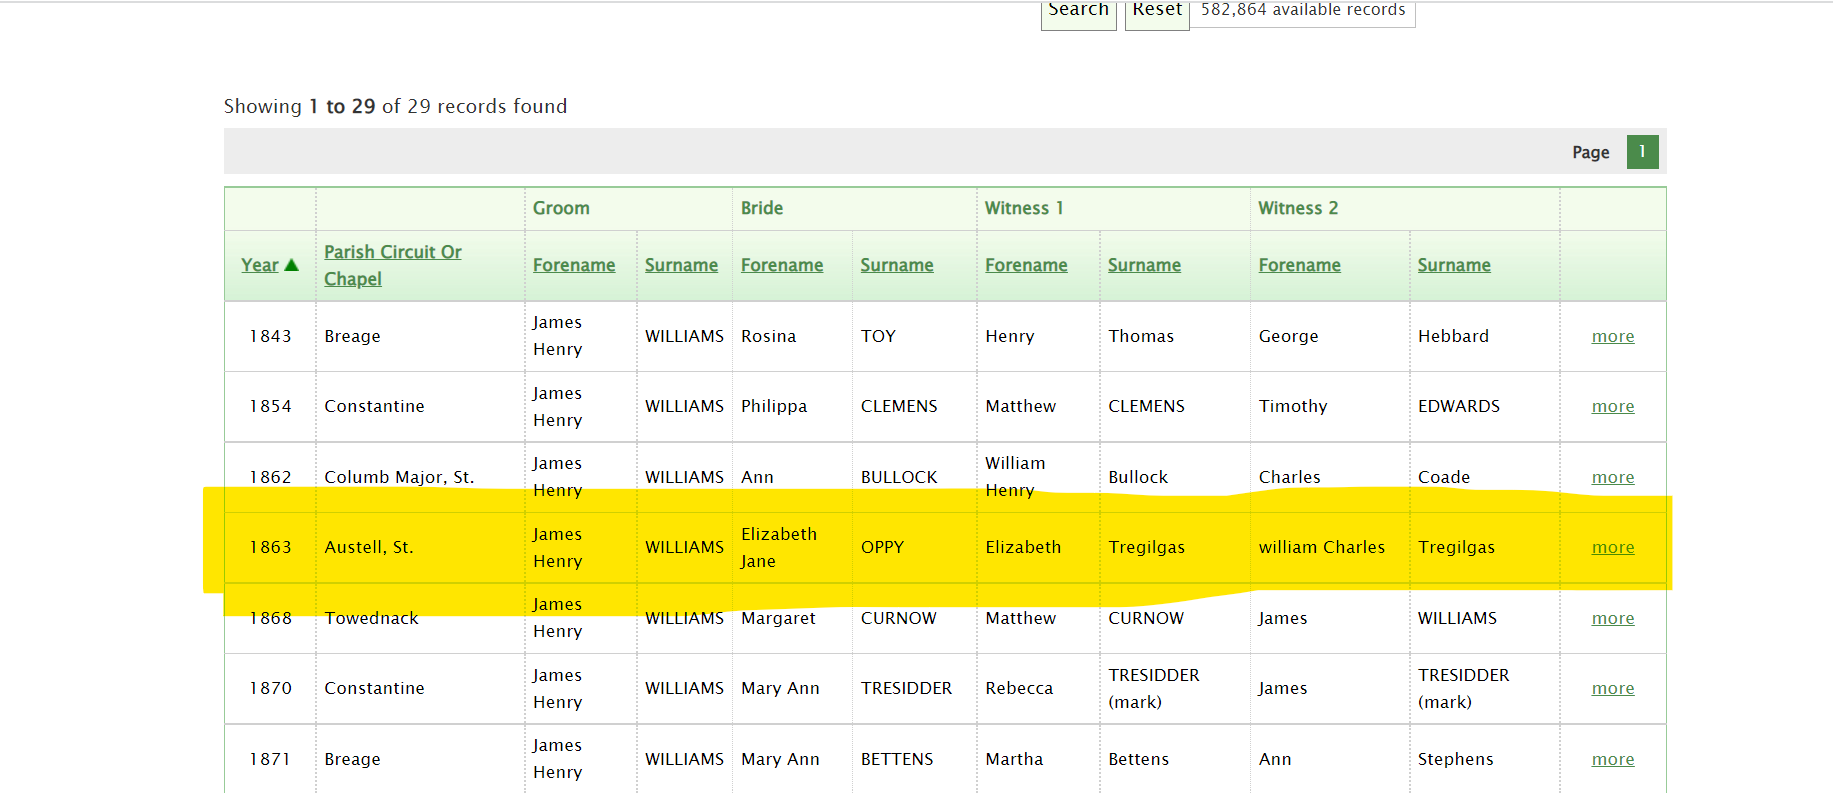 Search Reset 582,864 available records
Showing 1 to 29 of 29 records found
Page 1
Groom Bride Witness 1 Witness 2
Year ▲ Parish Circuit Or Chapel Forename Surname Forename Surname Forename Surname Forename Surname
1843 Breage James Henry WILLIAMS Rosina TOY Henry Thomas George Hebbard more
1854 Constantine James Henry WILLIAMS Philippa CLEMENS Matthew CLEMENS Timothy EDWARDS more
1862 Columb Major, St. James Henry WILLIAMS Ann BULLOCK William Henry Bullock Charles Coade more
1863 Austell, St. James Henry WILLIAMS Elizabeth Jane OPPY Elizabeth Tregilgas william Charles Tregilgas more
1868 Towednack James Henry WILLIAMS Margaret CURNOW Matthew CURNOW James WILLIAMS more
1870 Constantine James Henry WILLIAMS Mary Ann TRESIDDER Rebecca TRESIDDER (mark) James TRESIDDER (mark) more
1871 Breage James Henry WILLIAMS Mary Ann BETTENS Martha Bettens Ann Stephens more